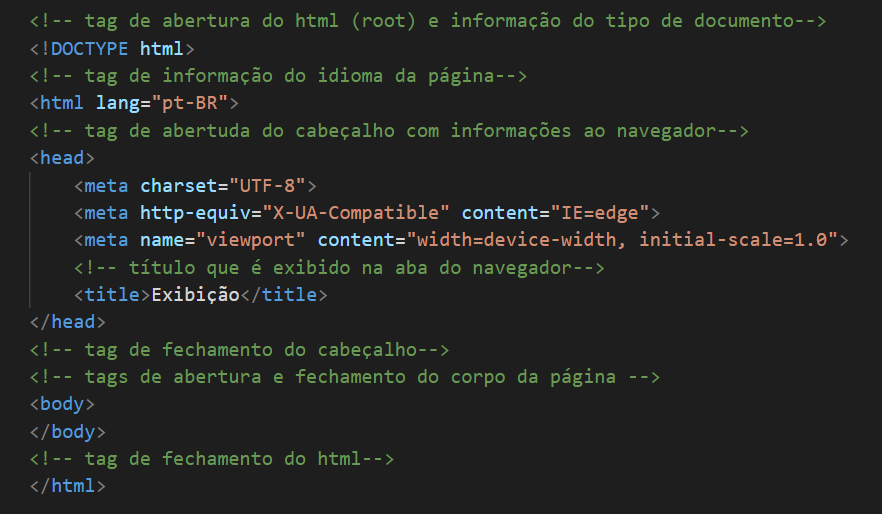 <!-- tag de abertura do html (root) e informação do tipo de documento-->
<!DOCTYPE html>
<!-- tag de informação do idioma da página-->
<html lang="pt-BR">
<!-- tag de abertuda do cabeçalho com informações ao navegador-->
<head>
<meta charset="UTF-8">
<meta http-equiv="X-UA-Compatible" content="IE=edge">
<meta name="viewport" content="width=device-width, initial-scale=1.0">
<!-- título que é exibido na aba do navegador-->
<title>Exibição</title>
</head>
<!-- tag de fechamento do cabeçalho-->
<!-- tags de abertura e fechamento do corpo da página -->
<body>
</body>
<!-- tag de fechamento do html-->
</html>